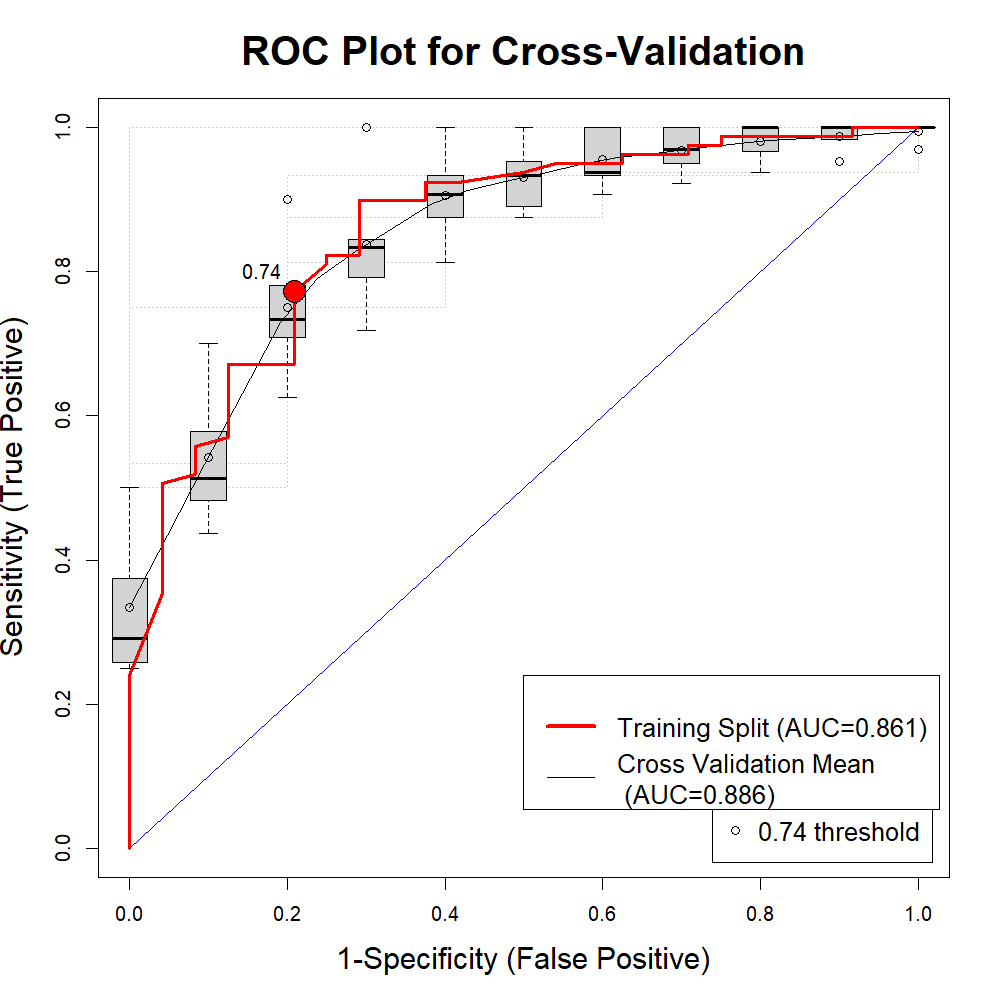 ROC Plot for Cross-Validation
Sensitivity (True Positive)
1.0
0.8
0.6
0.4
0.2
0.0
0.74
Training Split (AUC=0.861)
Cross Validation Mean
(AUC=0.886)
0.74 threshold
0.0 0.2 0.4 0.6 0.8 1.0
1-Specificity (False Positive)